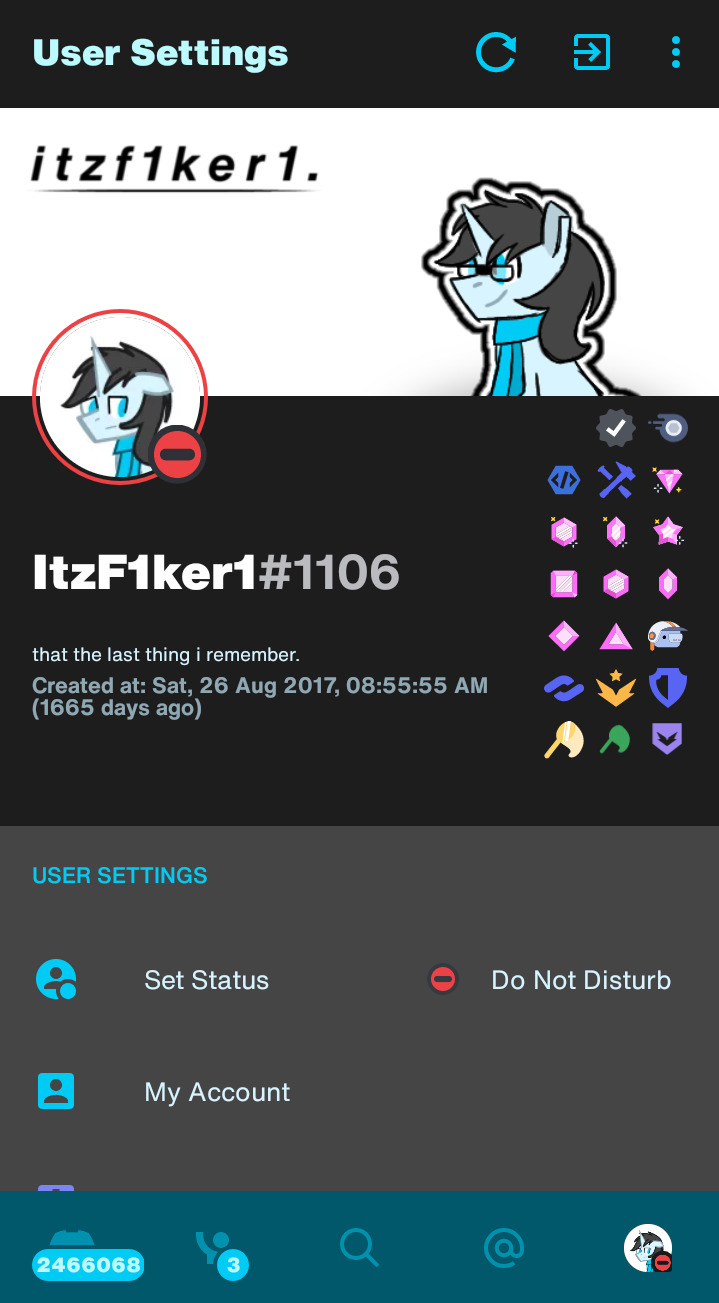 User Settings
itzf1ker1.
ItzF1ker1#1106
that the last thing i remember.
Created at: Sat, 26 Aug 2017, 08:55:55 AM
(1665 days ago)
USER SETTINGS
Set Status
Do Not Disturb
My Account
2466068
3